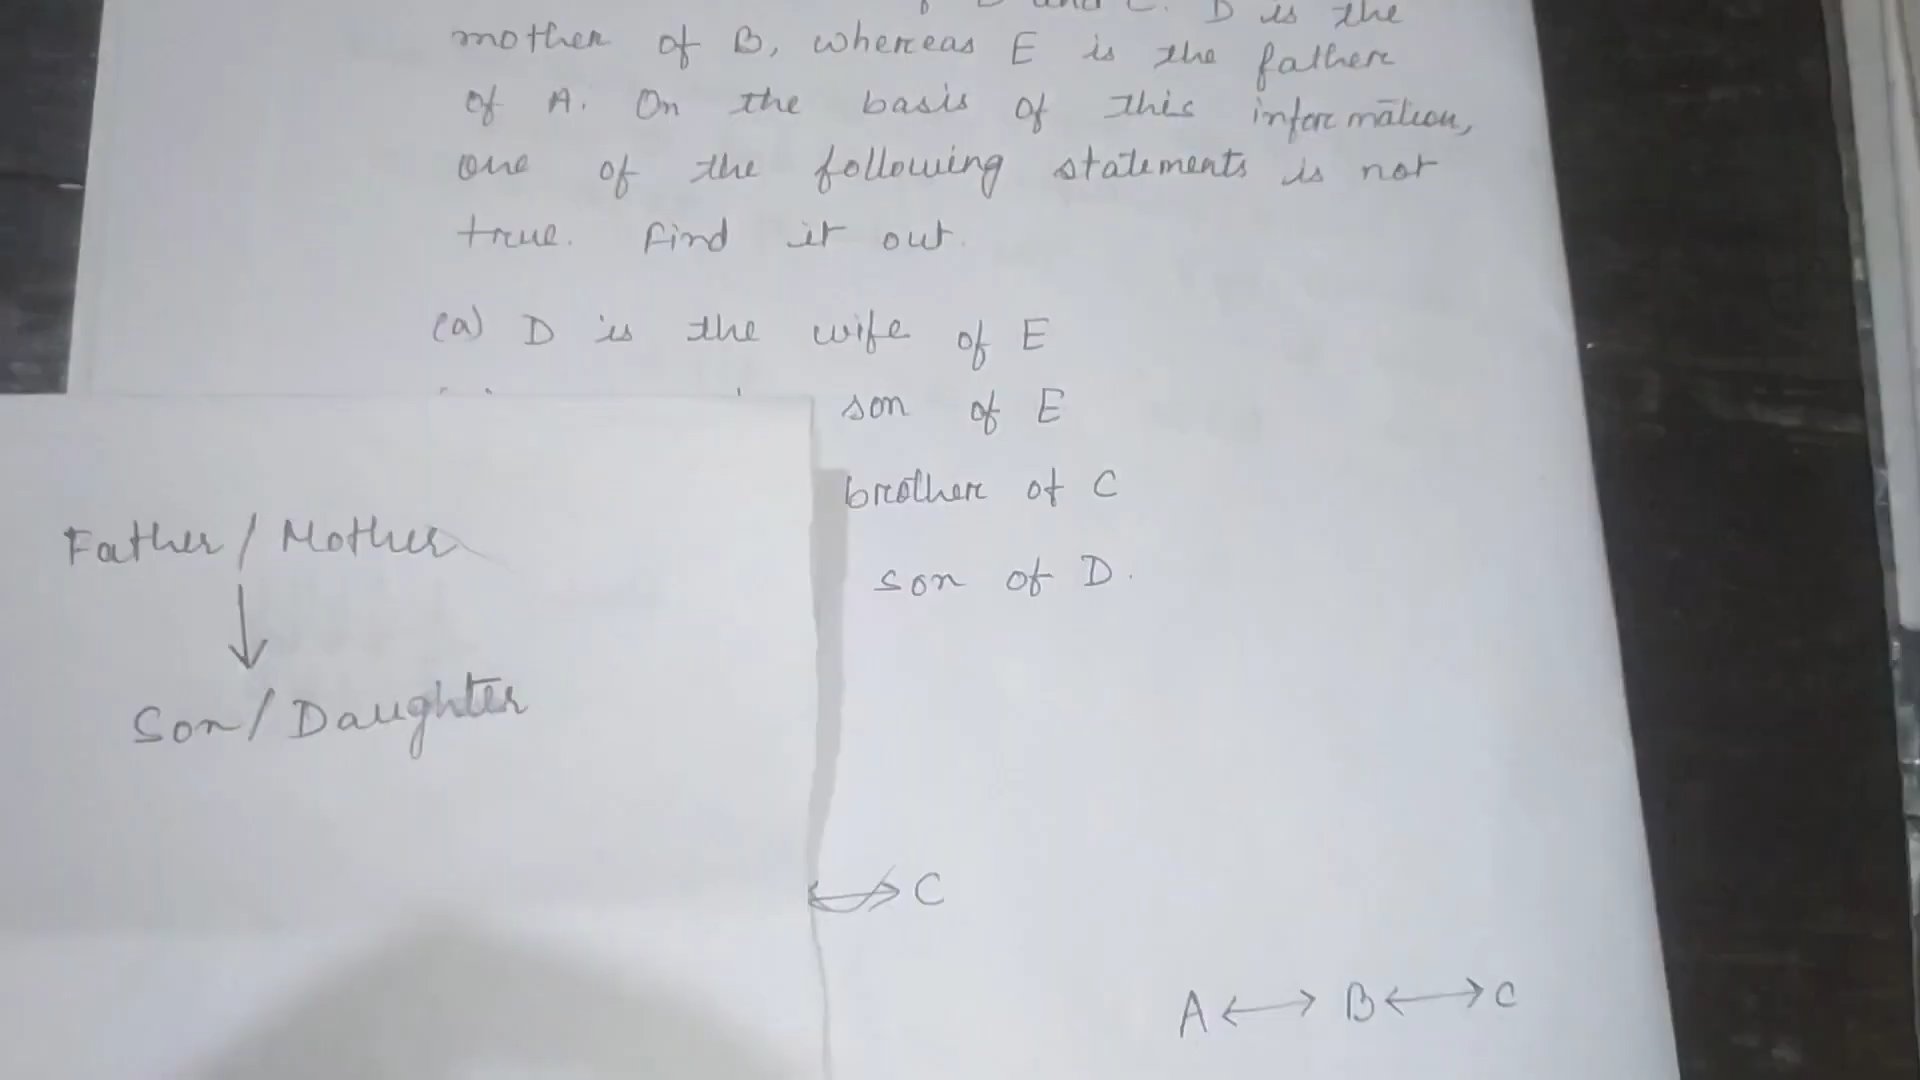 D is the
mother of B, whereas E is the father
of A. On the basis of this information,
one of the following statements is not
true. Find it out.
(a) D is the wife of E
son of E
brother of C
son of D.
Father / Mother
↓
Son / Daughter
↔ C
A ↔ B ↔ C